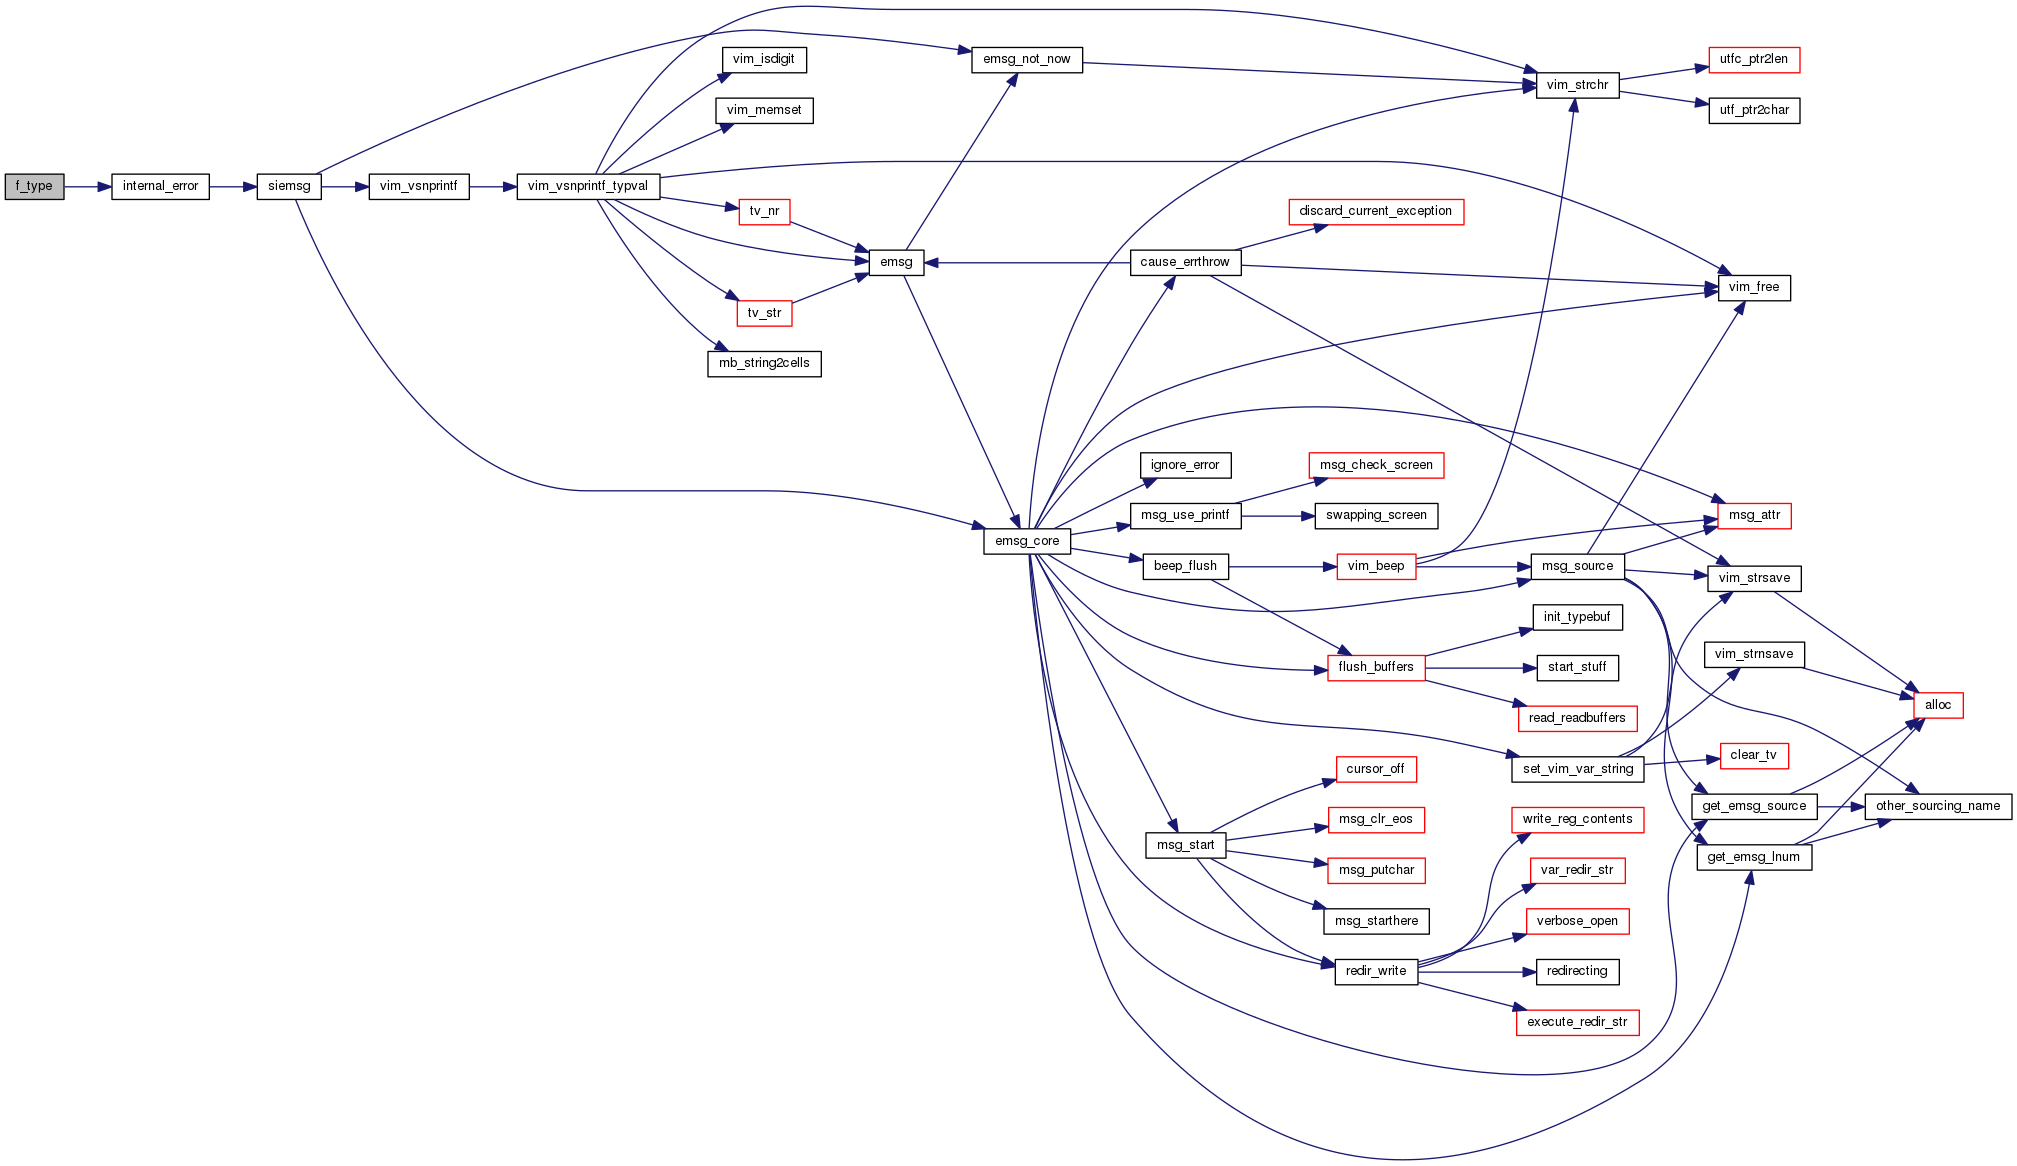 f_type
internal_error
siemsg
vim_vsnprintf
vim_vsnprintf_typval
vim_isdigit
vim_memset
tv_nr
tv_str
mb_string2cells
emsg
emsg_not_now
emsg_core
cause_errthrow
ignore_error
msg_use_printf
beep_flush
msg_start
discard_current_exception
msg_check_screen
swapping_screen
vim_beep
flush_buffers
cursor_off
msg_clr_eos
msg_putchar
msg_starthere
redir_write
vim_strchr
msg_source
init_typebuf
start_stuff
read_readbuffers
set_vim_var_string
write_reg_contents
var_redir_str
verbose_open
redirecting
execute_redir_str
utfc_ptr2len
utf_ptr2char
vim_free
msg_attr
vim_strsave
vim_strnsave
clear_tv
get_emsg_source
get_emsg_lnum
alloc
other_sourcing_name